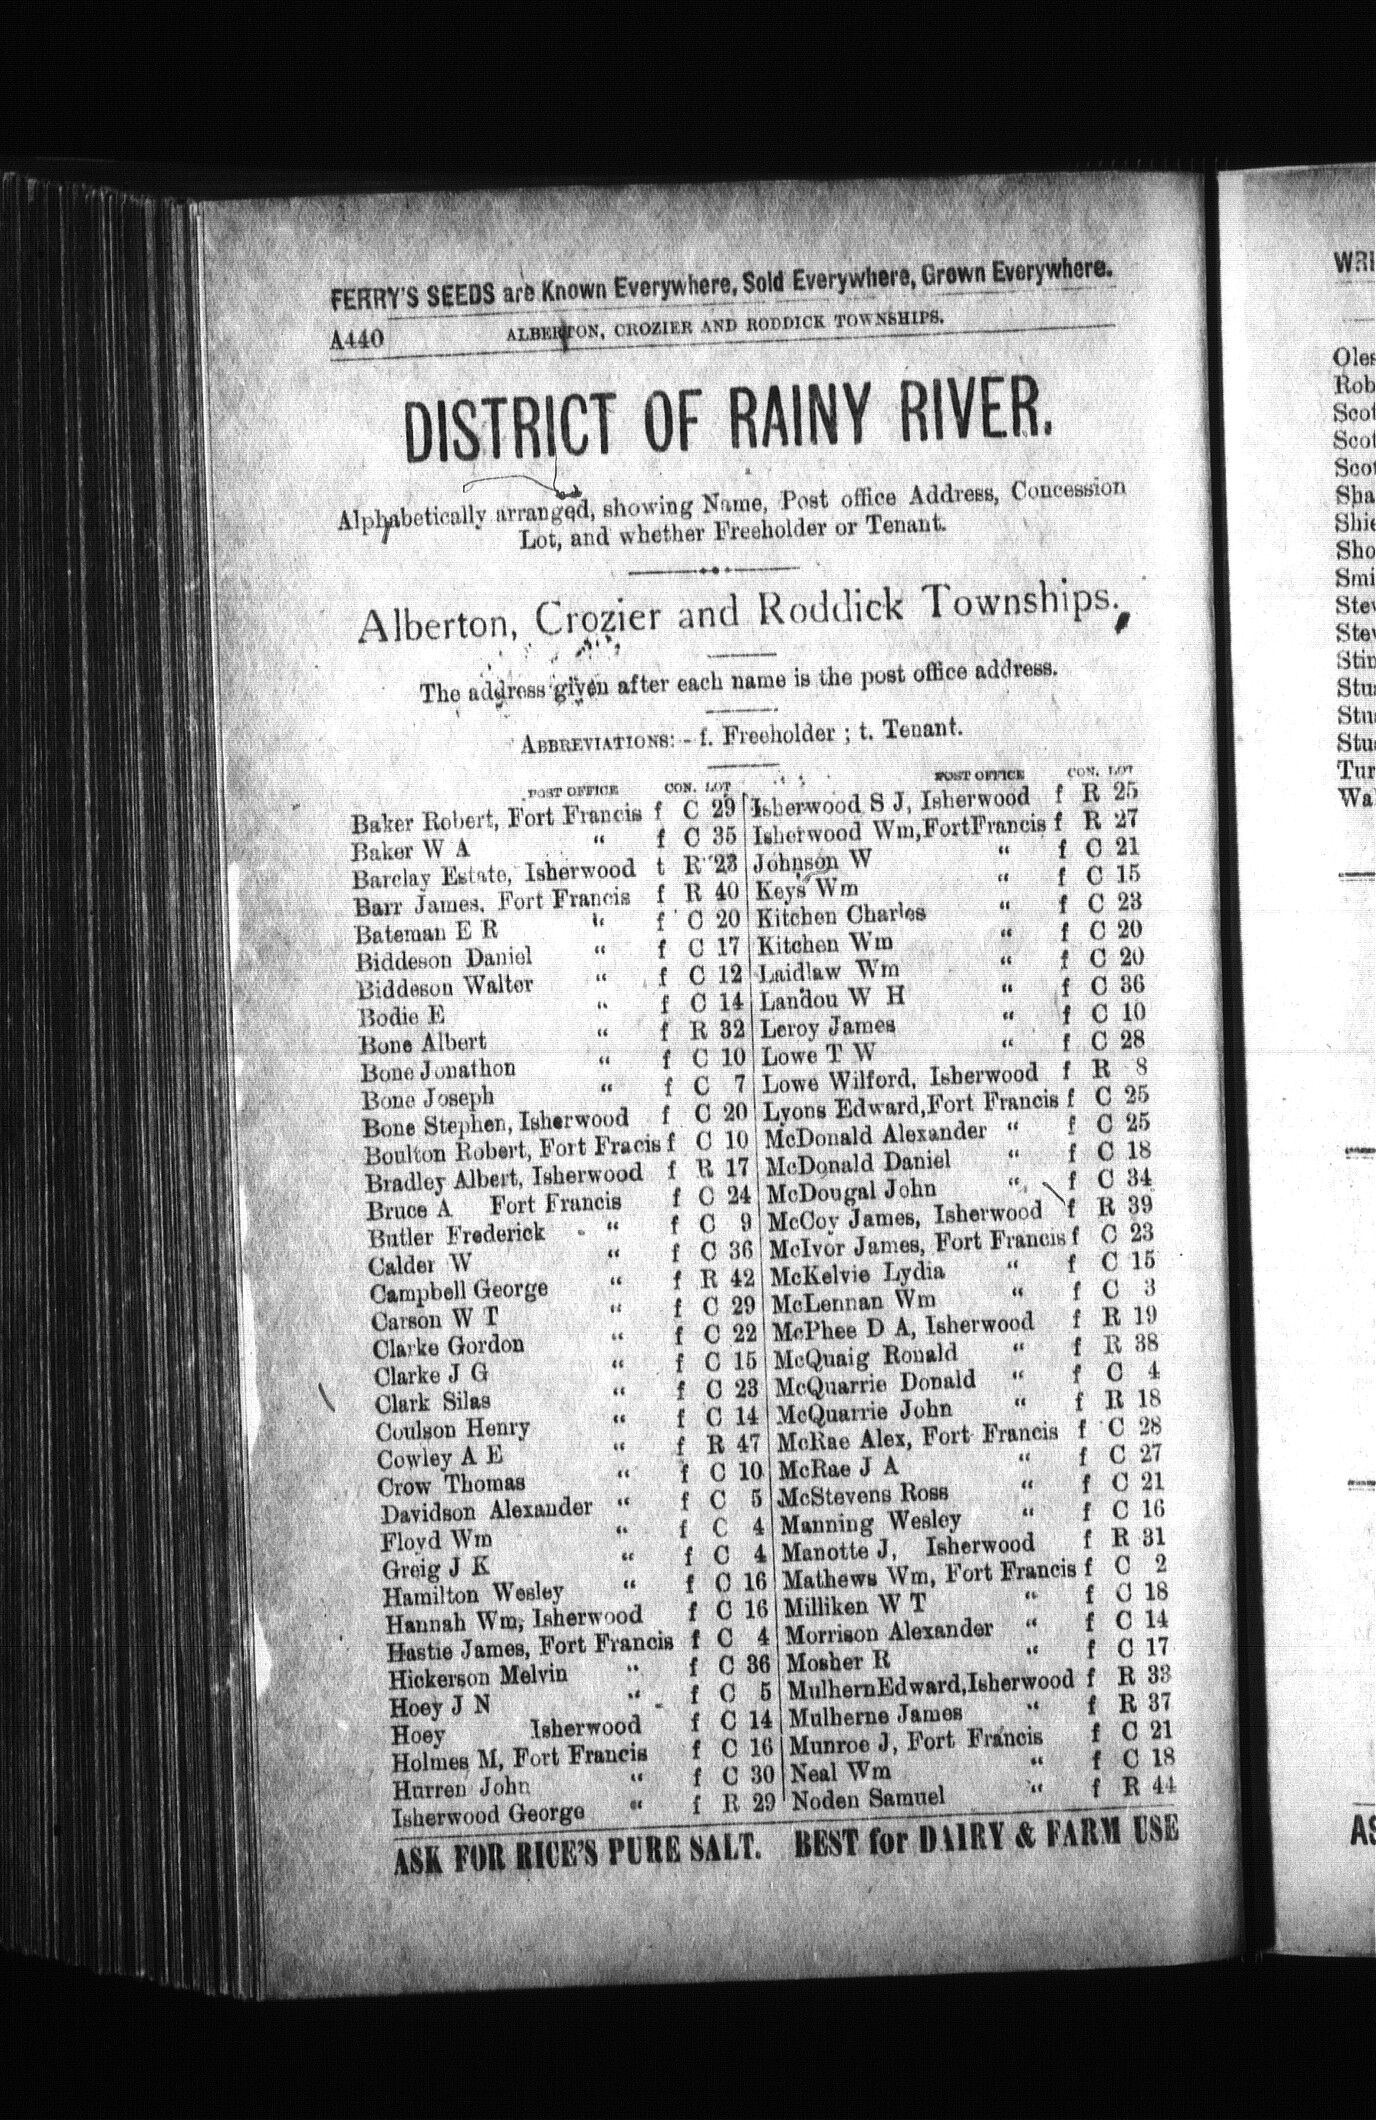 FERRY'S SEEDS are Known Everywhere, Sold Everywhere, Grown Everywhere.
A440 ALBERTON, CROZIER AND RODDICK TOWNSHIPS.
DISTRICT OF RAINY RIVER.
Alphabetically arranged, showing Name, Post office Address, Concession
Lot, and whether Freeholder or Tenant.
Alberton, Crozier and Roddick Townships.
The address given after each name is the post office address.
ABBREVIATIONS: - f. Freeholder ; t. Tenant.
POST OFFICE CON. LOT
Baker Robert, Fort Francis f C 29
Baker W A " f C 35
Barclay Estate, Isherwood t R 23
Barr James, Fort Francis f R 40
Bateman E R " f C 20
Biddeson Daniel " f C 17
Biddeson Walter " f C 12
Bodie E " f C 14
Bone Albert " f R 32
Bone Jonathon " f C 10
Bone Joseph " f C 7
Bone Stephen, Isherwood f C 20
Boulton Robert, Fort Fracis f C 10
Bradley Albert, Isherwood f R 17
Bruce A Fort Francis f C 24
Butler Frederick " f C 9
Calder W " f C 36
Campbell George " f R 42
Carson W T " f C 29
Clarke Gordon " f C 22
Clarke J G " f C 15
Clark Silas " f C 23
Coulson Henry " f C 14
Cowley A E " f R 47
Crow Thomas " f C 10
Davidson Alexander " f C 5
Floyd Wm " f C 4
Greig J K " f C 4
Hamilton Wesley " f C 16
Hannah Wm, Isherwood f C 16
Hastie James, Fort Francis f C 4
Hickerson Melvin " f C 36
Hoey J N " f C 5
Hoey Isherwood f C 14
Holmes M, Fort Francis f C 16
Hurren John " f C 30
Isherwood George " f R 29
POST OFFICE CON. LOT
Isherwood S J, Isherwood f R 25
Isherwood Wm, FortFrancis f R 27
Johnson W " f C 21
Keys Wm " f C 15
Kitchen Charles " f C 23
Kitchen Wm " f C 20
Laidlaw Wm " f C 20
Landou W H " f C 36
Leroy James " f C 10
Lowe T W " f C 28
Lowe Wilford, Isherwood f R 8
Lyons Edward, Fort Francis f C 25
McDonald Alexander " f C 25
McDonald Daniel " f C 18
McDougal John " f C 34
McCoy James, Isherwood f R 39
McIvor James, Fort Francis f C 23
McKelvie Lydia " f C 15
McLennan Wm " f C 3
McPhee D A, Isherwood f R 19
McQuaig Ronald " f R 38
McQuarrie Donald " f C 4
McQuarrie John " f R 18
McRae Alex, Fort Francis f C 28
McRae J A " f C 27
McStevens Ross " f C 21
Manning Wesley " f C 16
Manotte J, Isherwood f R 31
Mathews Wm, Fort Francis f C 2
Milliken W T " f C 18
Morrison Alexander " f C 14
Mosher R " f C 17
Mulhern Edward, Isherwood f R 33
Mulherne James " f R 37
Munroe J, Fort Francis f C 21
Neal Wm " f C 18
Noden Samuel " f R 44
ASK FOR RICE'S PURE SALT. BEST for DAIRY & FARM USE